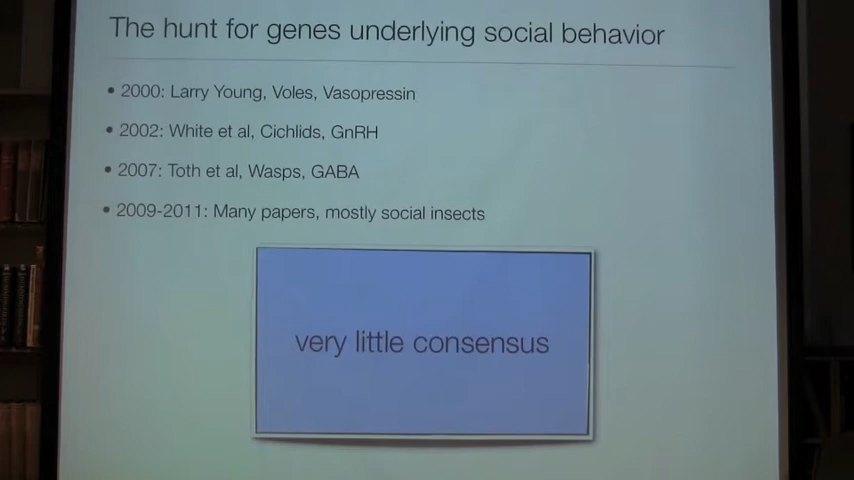 The hunt for genes underlying social behavior
• 2000: Larry Young, Voles, Vasopressin
• 2002: White et al, Cichlids, GnRH
• 2007: Toth et al, Wasps, GABA
• 2009-2011: Many papers, mostly social insects
very little consensus